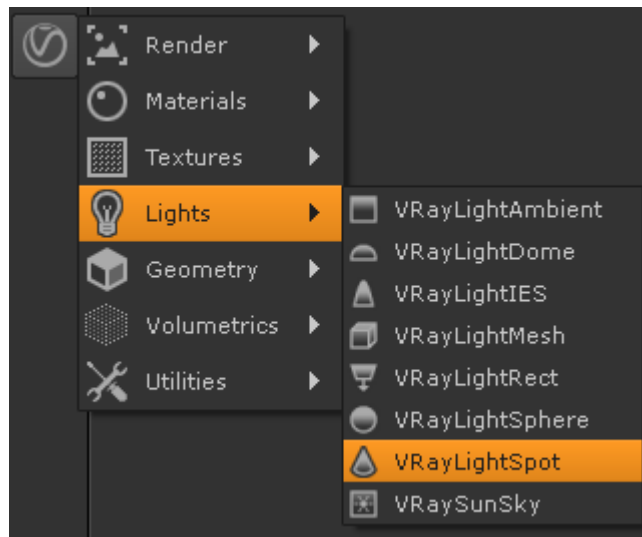 Render
Materials
Textures
Lights
Geometry
Volumetrics
Utilities
VRayLightAmbient
VRayLightDome
VRayLightIES
VRayLightMesh
VRayLightRect
VRayLightSphere
VRayLightSpot
VRaySunSky